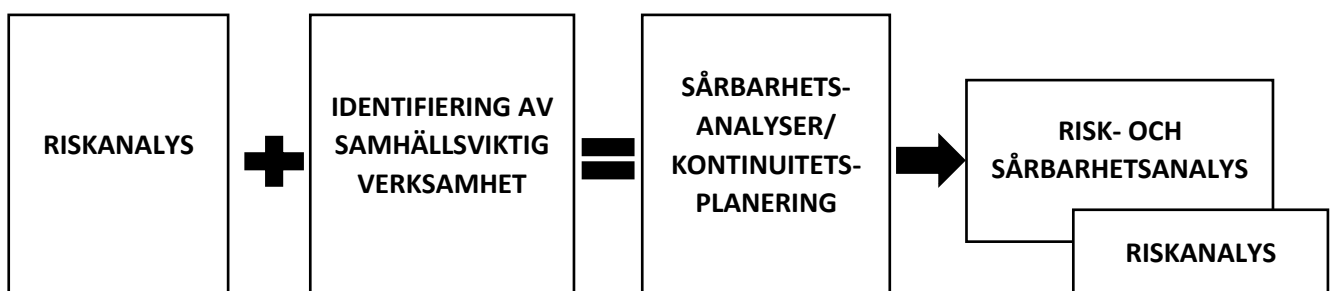 RISKANALYS
IDENTIFIERING AV
SAMHÄLLSVIKTIG
VERKSAMHET
SÅRBARHETS-
ANALYSER/
KONTINUITETS-
PLANERING
RISK- OCH
SÅRBARHETSANALYS
RISKANALYS